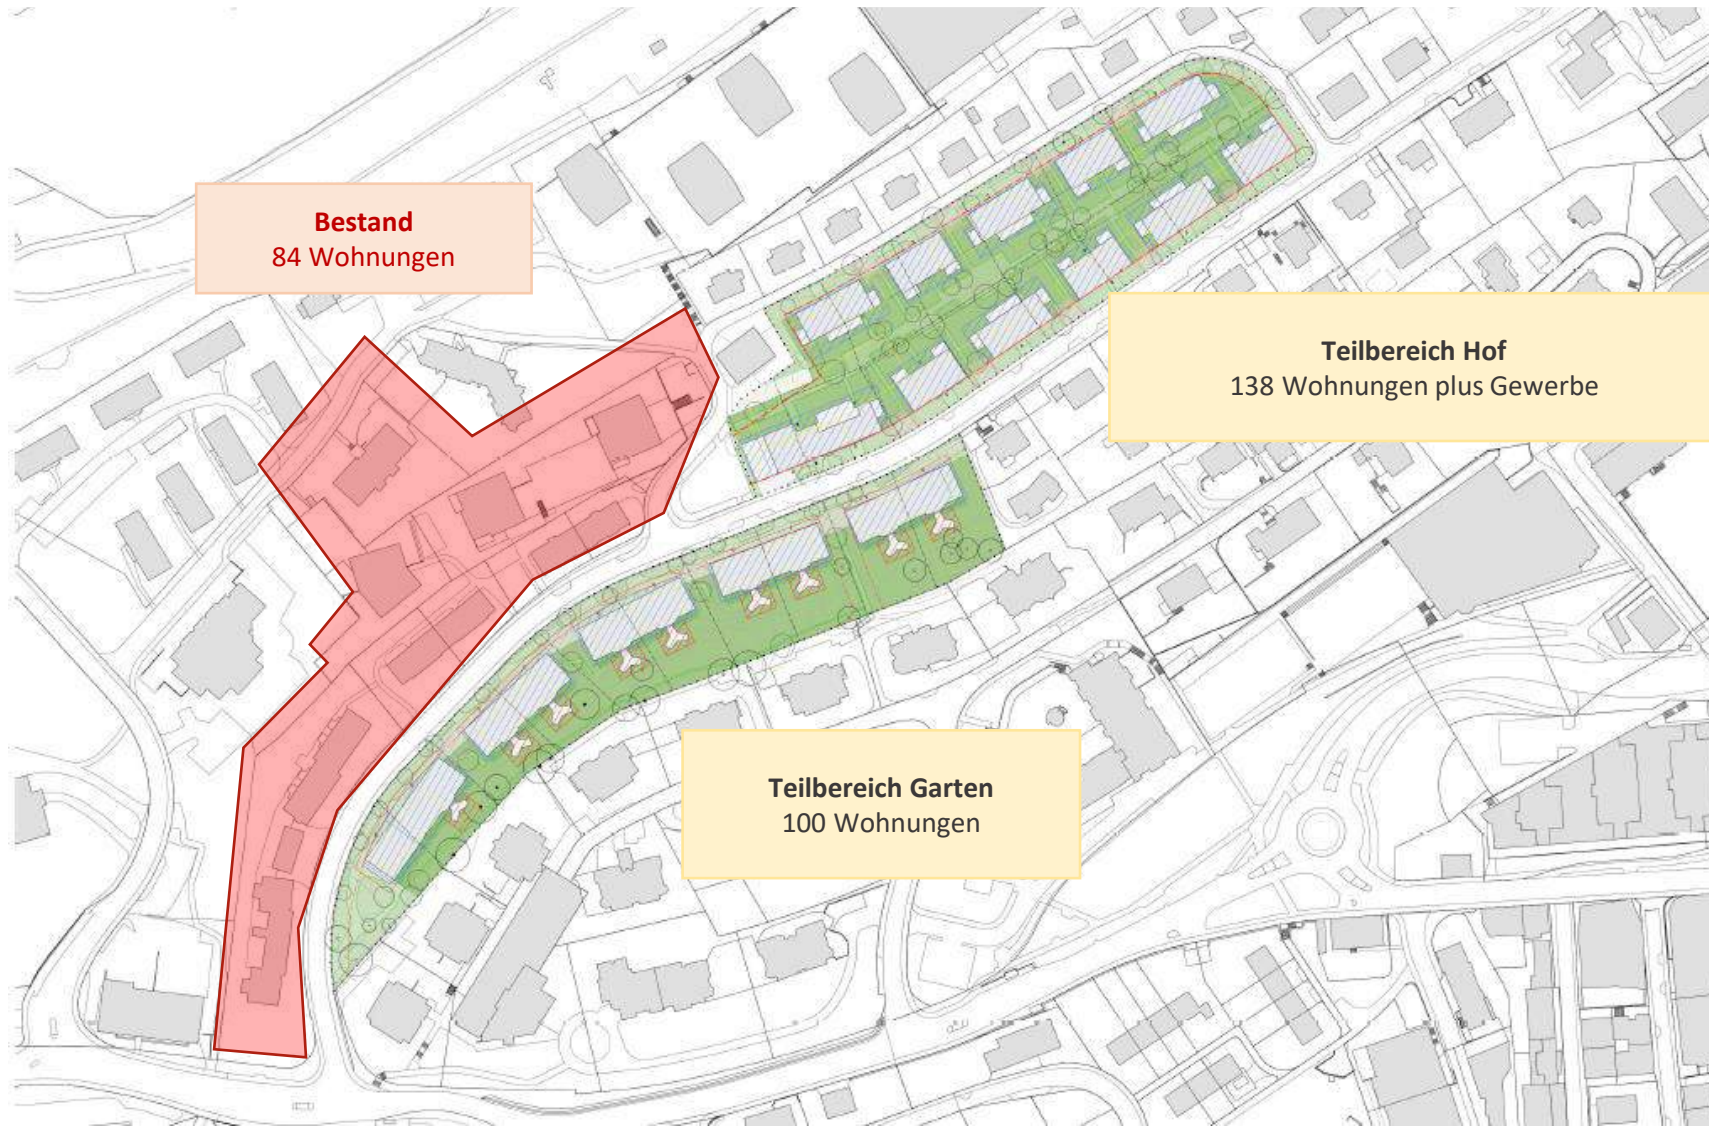 Bestand
84 Wohnungen
Teilbereich Hof
138 Wohnungen plus Gewerbe
Teilbereich Garten
100 Wohnungen